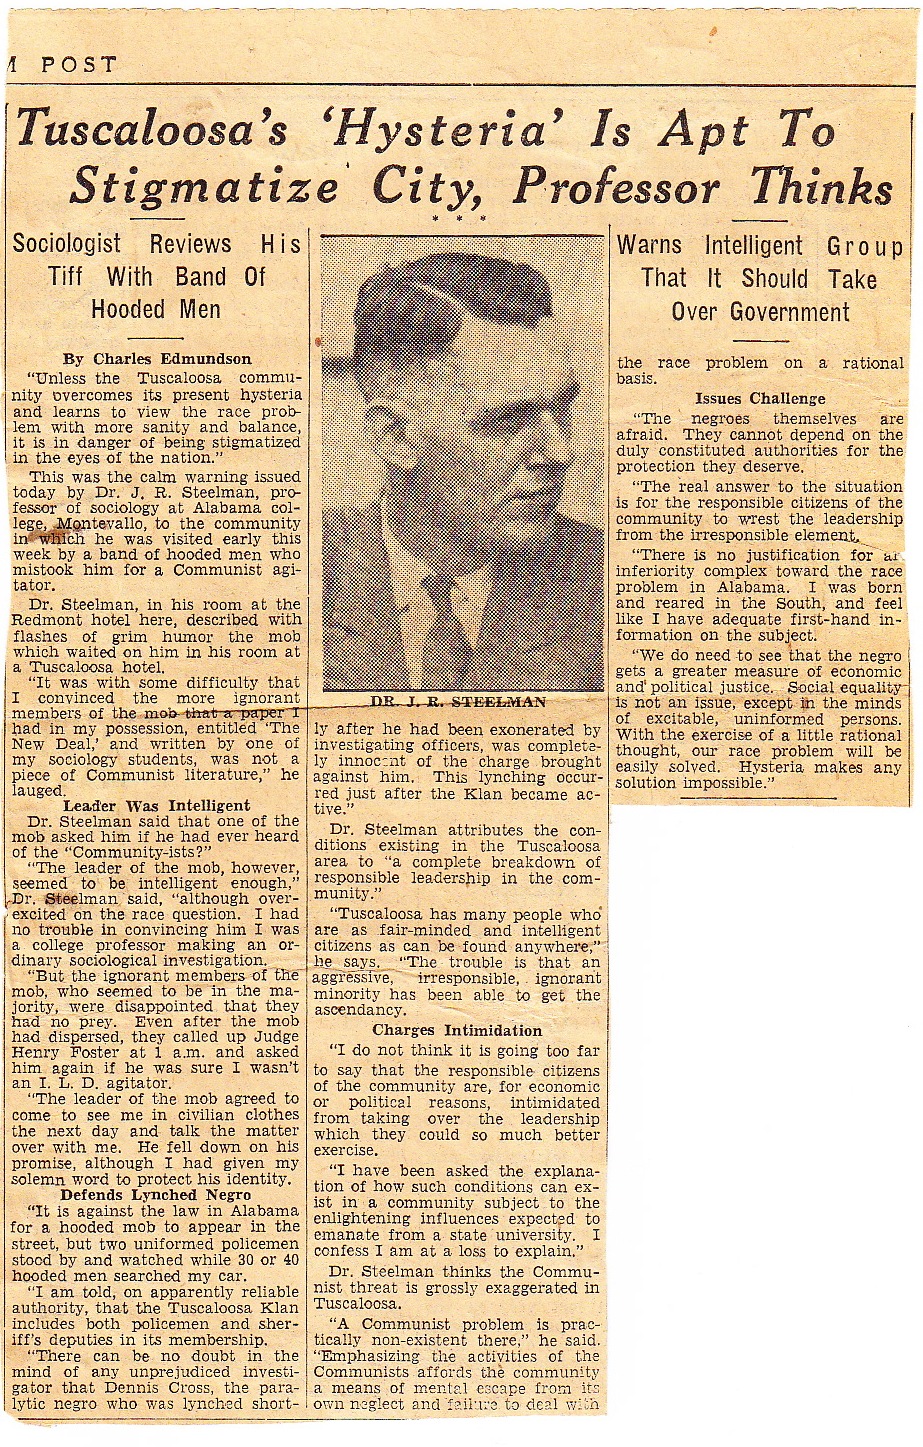 M POST
Tuscaloosa's 'Hysteria' Is Apt To
Stigmatize City, Professor Thinks
* * *
Sociologist Reviews His
Tiff With Band Of
Hooded Men
By Charles Edmundson
"Unless the Tuscaloosa commu-
nity overcomes its present hysteria
and learns to view the race prob-
lem with more sanity and balance,
it is in danger of being stigmatized
in the eyes of the nation."
This was the calm warning issued
today by Dr. J. R. Steelman, pro-
fessor of sociology at Alabama col-
lege, Montevallo, to the community
in which he was visited early this
week by a band of hooded men who
mistook him for a Communist agi-
tator.
Dr. Steelman, in his room at the
Redmont hotel here, described with
flashes of grim humor the mob
which waited on him in his room at
a Tuscaloosa hotel.
"It was with some difficulty that
I convinced the more ignorant
members of the mob that a paper I
had in my possession, entitled 'The
New Deal,' and written by one of
my sociology students, was not a
piece of Communist literature," he
lauged.
Leader Was Intelligent
Dr. Steelman said that one of the
mob asked him if he had ever heard
of the "Community-ists?"
"The leader of the mob, however,
seemed to be intelligent enough,"
Dr. Steelman said, "although over-
excited on the race question. I had
no trouble in convincing him I was
a college professor making an or-
dinary sociological investigation.
"But the ignorant members of the
mob, who seemed to be in the ma-
jority, were disappointed that they
had no prey. Even after the mob
had dispersed, they called up Judge
Henry Foster at 1 a.m. and asked
him again if he was sure I wasn't
an I. L. D. agitator.
"The leader of the mob agreed to
come to see me in civilian clothes
the next day and talk the matter
over with me. He fell down on his
promise, although I had given my
solemn word to protect his identity.
Defends Lynched Negro
"It is against the law in Alabama
for a hooded mob to appear in the
street, but two uniformed policemen
stood by and watched while 30 or 40
hooded men searched my car.
"I am told, on apparently reliable
authority, that the Tuscaloosa Klan
includes both policemen and sher-
iff's deputies in its membership.
"There can be no doubt in the
mind of any unprejudiced investi-
gator that Dennis Cross, the para-
lytic negro who was lynched short-
DR. J. R. STEELMAN
ly after he had been exonerated by
investigating officers, was complete-
ly innocent of the charge brought
against him. This lynching occur-
red just after the Klan became ac-
tive."
Dr. Steelman attributes the con-
ditions existing in the Tuscaloosa
area to "a complete breakdown of
responsible leadership in the com-
munity."
"Tuscaloosa has many people who
are as fair-minded and intelligent
citizens as can be found anywhere,"
he says. "The trouble is that an
aggressive, irresponsible, ignorant
minority has been able to get the
ascendancy.
Charges Intimidation
"I do not think it is going too far
to say that the responsible citizens
of the community are, for economic
or political reasons, intimidated
from taking over the leadership
which they could so much better
exercise.
"I have been asked the explana-
tion of how such conditions can ex-
ist in a community subject to the
enlightening influences expected to
emanate from a state university. I
confess I am at a loss to explain."
Dr. Steelman thinks the Commu-
nist threat is grossly exaggerated in
Tuscaloosa.
"A Communist problem is prac-
tically non-existent there," he said.
"Emphasizing the activities of the
Communists affords the community
a means of mental escape from its
own neglect and failure to deal with
Warns Intelligent Group
That It Should Take
Over Government
the race problem on a rational
basis.
Issues Challenge
"The negroes themselves are
afraid. They cannot depend on the
duly constituted authorities for the
protection they deserve.
"The real answer to the situation
is for the responsible citizens of the
community to wrest the leadership
from the irresponsible element.
"There is no justification for an
inferiority complex toward the race
problem in Alabama. I was born
and reared in the South, and feel
like I have adequate first-hand in-
formation on the subject.
"We do need to see that the negro
gets a greater measure of economic
and political justice. Social equality
is not an issue, except in the minds
of excitable, uninformed persons.
With the exercise of a little rational
thought, our race problem will be
easily solved. Hysteria makes any
solution impossible."